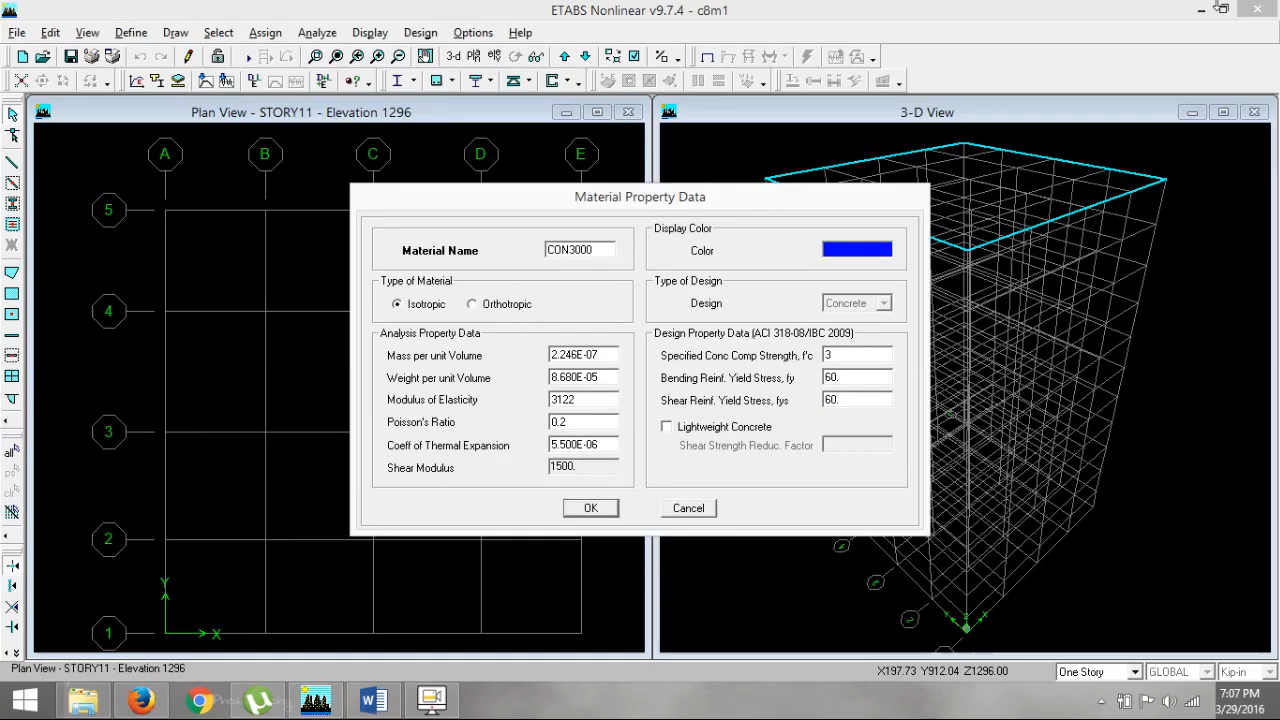 ETABS Nonlinear v9.7.4 - c8m1
File Edit View Define Draw Select Assign Analyze Display Design Options Help
3-d
Plan View - STORY11 - Elevation 1296
3-D View
A B C D E
5
4
3
2
1
Y
X
Material Property Data
Material Name CON3000
Display Color
Color
Type of Material
Isotropic Orthotropic
Type of Design
Design Concrete
Analysis Property Data
Mass per unit Volume 2.246E-07
Weight per unit Volume 8.680E-05
Modulus of Elasticity 3122
Poisson's Ratio 0.2
Coeff of Thermal Expansion 5.500E-06
Shear Modulus 1500.
Design Property Data (ACI 318-08/IBC 2009)
Specified Conc Comp Strength, f'c 3
Bending Reinf. Yield Stress, fy 60.
Shear Reinf. Yield Stress, fys 60.
Lightweight Concrete
Shear Strength Reduc. Factor
OK Cancel
Y Z X
all
ps
clr
Plan View - STORY11 - Elevation 1296
X197.73 Y912.04 Z1296.00
One Story GLOBAL Kip-in
7:07 PM
3/29/2016